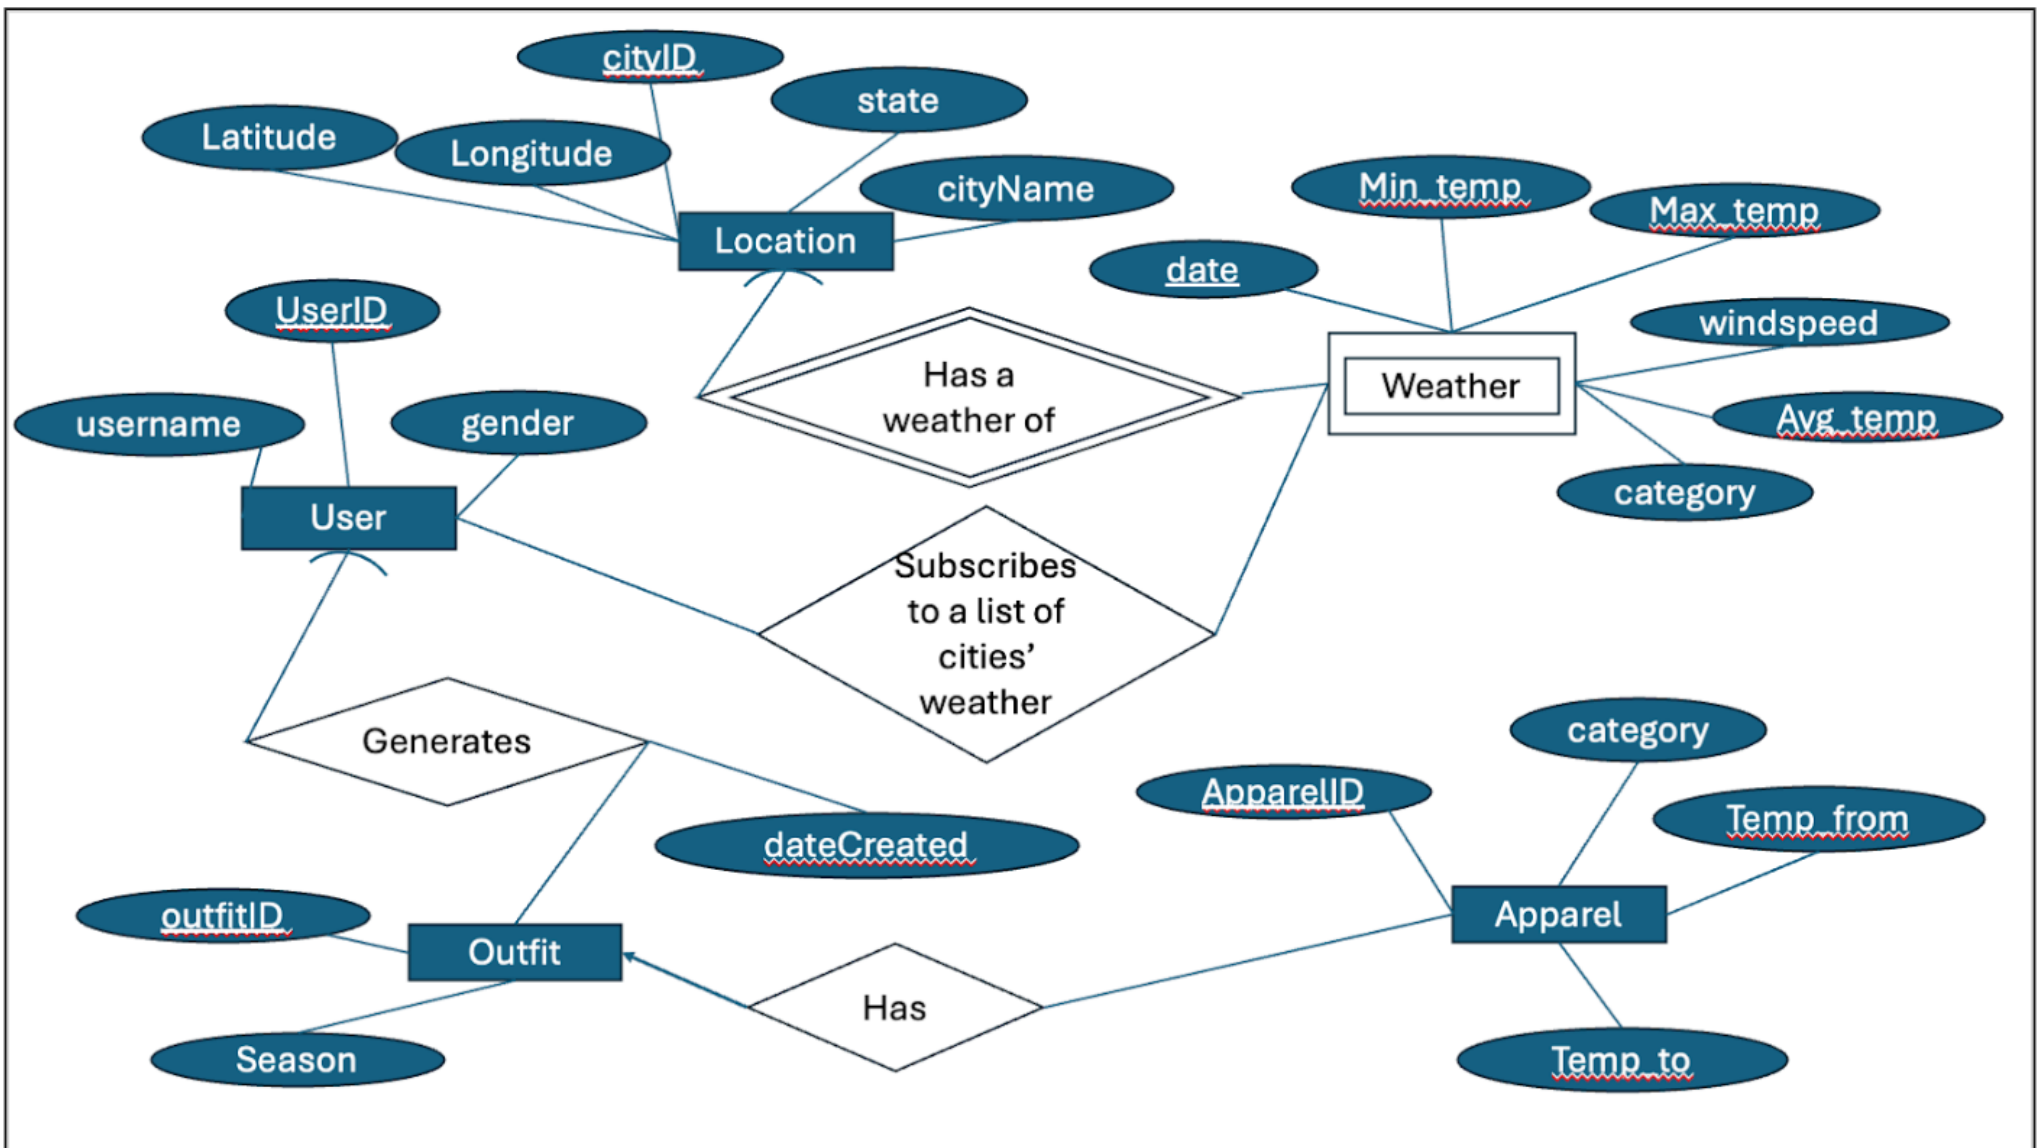 cityID
state
Latitude
Longitude
cityName
Location
Min_temp
Max_temp
date
windspeed
Weather
Avg_temp
category
UserID
username
gender
User
Has a
weather of
Subscribes
to a list of
cities’
weather
Generates
dateCreated
category
ApparelID
Temp_from
Apparel
Temp_to
outfitID
Outfit
Season
Has